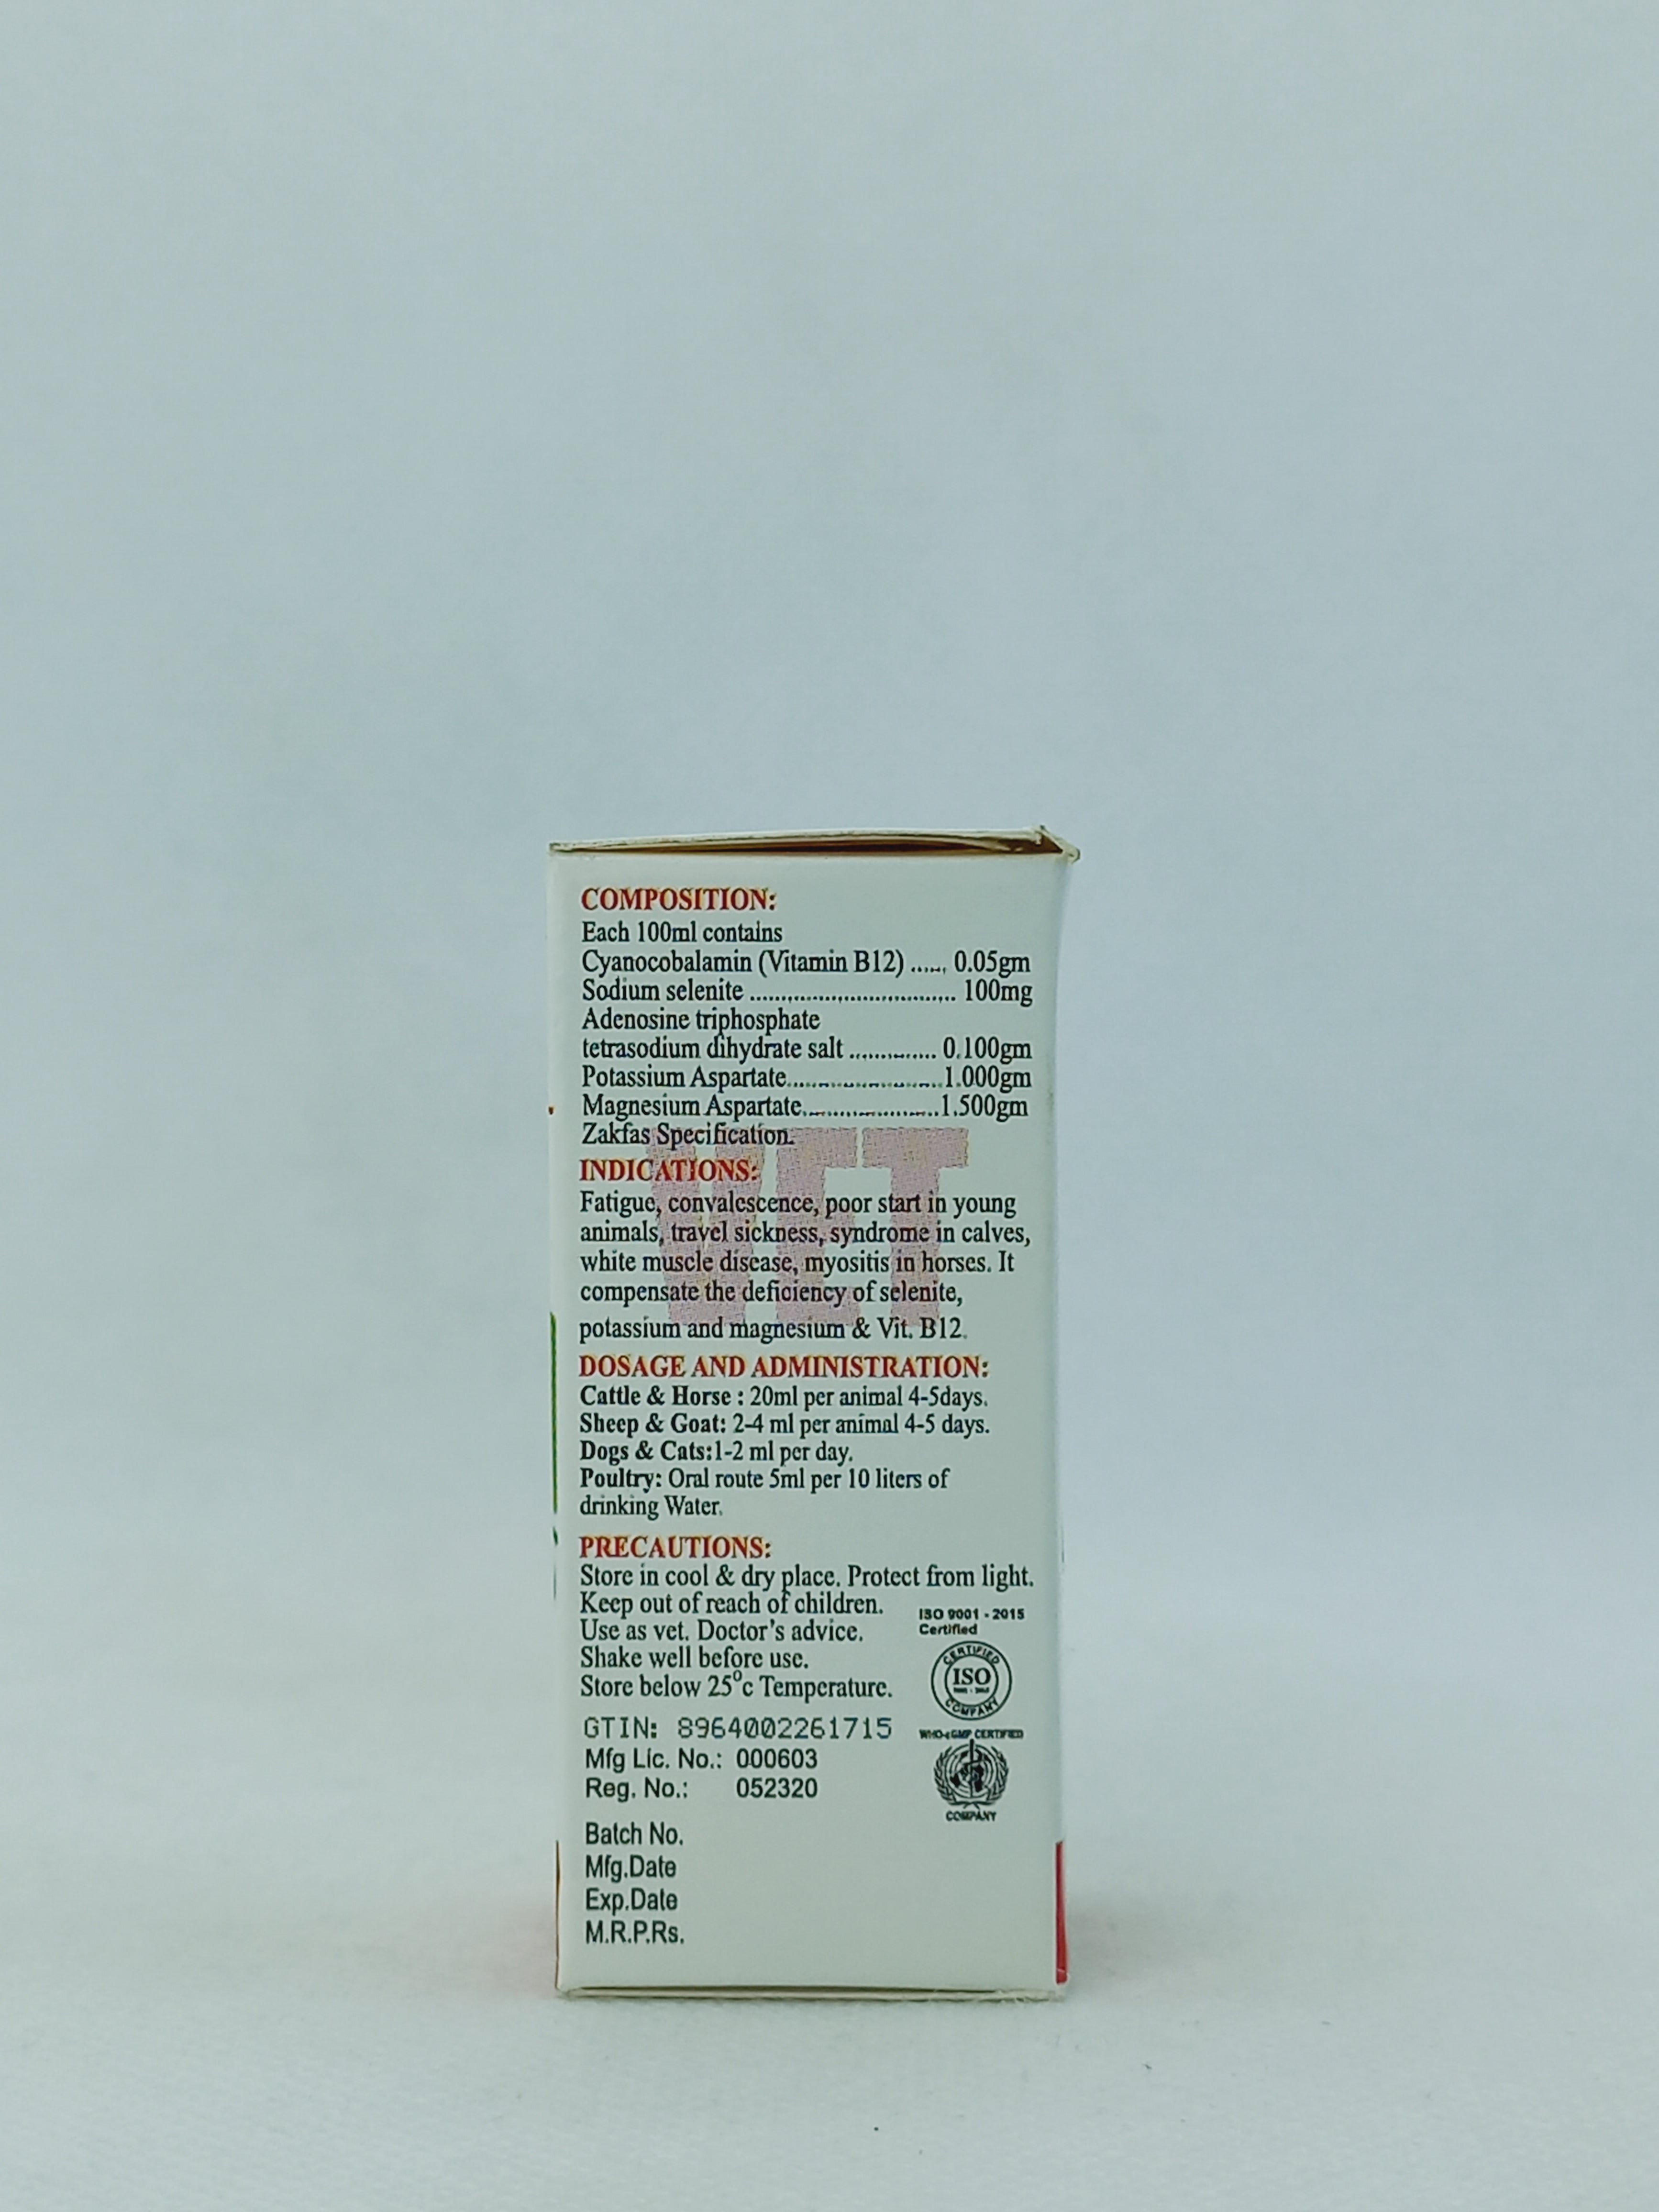 COMPOSITION:
Each 100ml contains
Cyanocobalamin (Vitamin B12) ...... 0.05gm
Sodium selenite .................................. 100mg
Adenosine triphosphate
tetrasodium dihydrate salt .............. 0.100gm
Potassium Aspartate.........................1.000gm
Magnesium Aspartate......................1.500gm
Zakfas Specification.
VET
INDICATIONS:
Fatigue, convalescence, poor start in young
animals, travel sickness, syndrome in calves,
white muscle disease, myositis in horses. It
compensate the deficiency of selenite,
potassium and magnesium & Vit. B12.
DOSAGE AND ADMINISTRATION:
Cattle & Horse : 20ml per animal 4-5days.
Sheep & Goat: 2-4 ml per animal 4-5 days.
Dogs & Cats:1-2 ml per day.
Poultry: Oral route 5ml per 10 liters of
drinking Water.
PRECAUTIONS:
Store in cool & dry place. Protect from light.
Keep out of reach of children.
Use as vet. Doctor's advice.
Shake well before use.
Store below 25°c Temperature.
ISO 9001 - 2015
Certified
CERTIFIED
ISO
COMPANY
GTIN: 8964002261715
Mfg Lic. No.: 000603
Reg. No.: 052320
WHO-cGMP CERTIFIED
COMPANY
Batch No.
Mfg.Date
Exp.Date
M.R.P.Rs.